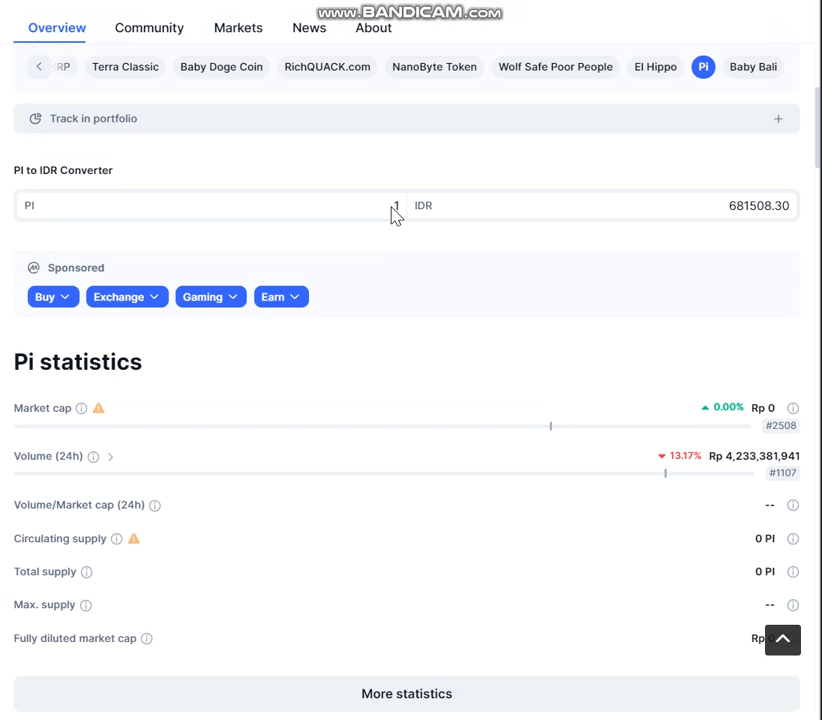 www.BANDICAM.com
Overview Community Markets News About
XRP Terra Classic Baby Doge Coin RichQUACK.com NanoByte Token Wolf Safe Poor People El Hippo Pi Baby Bali
Track in portfolio +
PI to IDR Converter
PI 1 IDR 681508.30
Sponsored
Buy Exchange Gaming Earn
Pi statistics
Market cap 0.00% Rp 0
#2508
Volume (24h) 13.17% Rp 4,233,381,941
#1107
Volume/Market cap (24h) --
Circulating supply 0 PI
Total supply 0 PI
Max. supply --
Fully diluted market cap Rp
More statistics